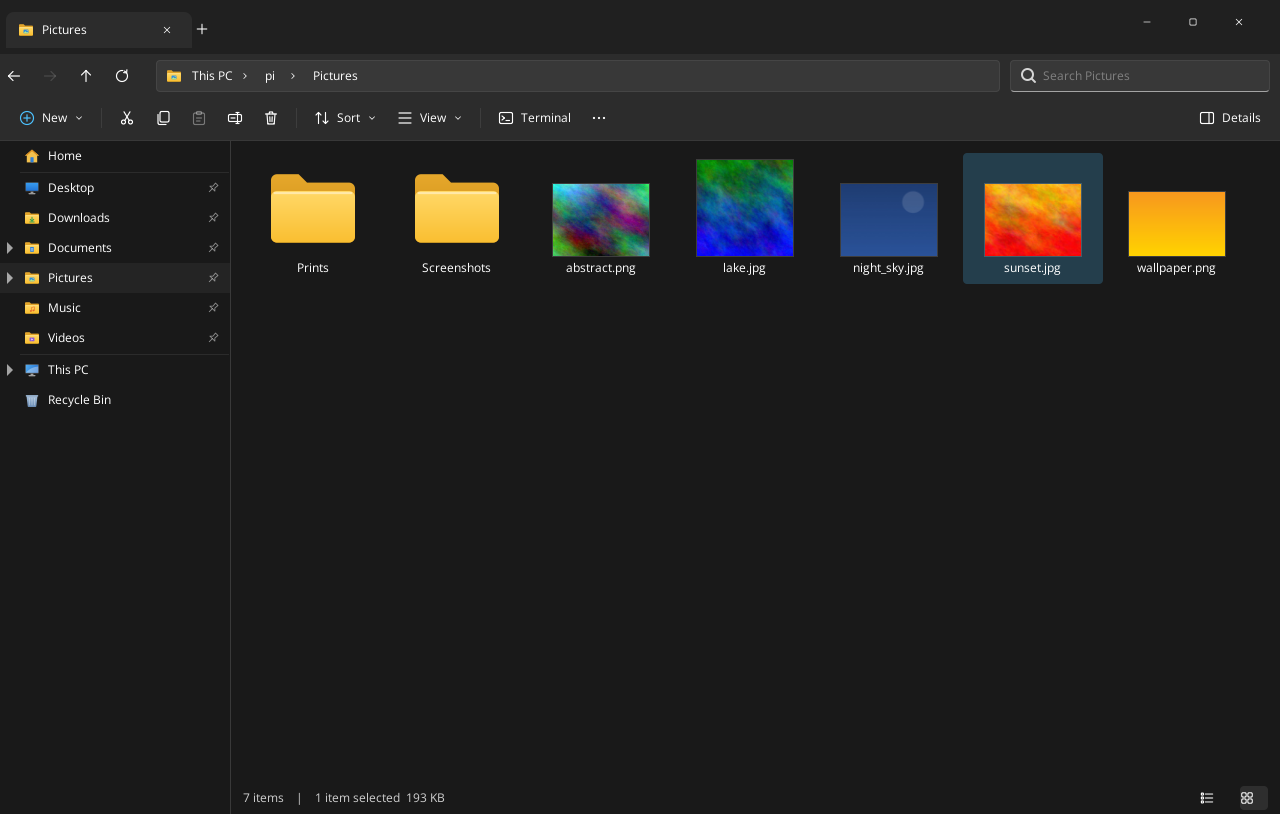 Pictures
This PC > pi > Pictures
Search Pictures
New
Sort
View
Terminal
Details
Home
Desktop
Downloads
Documents
Pictures
Music
Videos
This PC
Recycle Bin
Prints
Screenshots
abstract.png
lake.jpg
night_sky.jpg
sunset.jpg
wallpaper.png
7 items | 1 item selected 193 KB